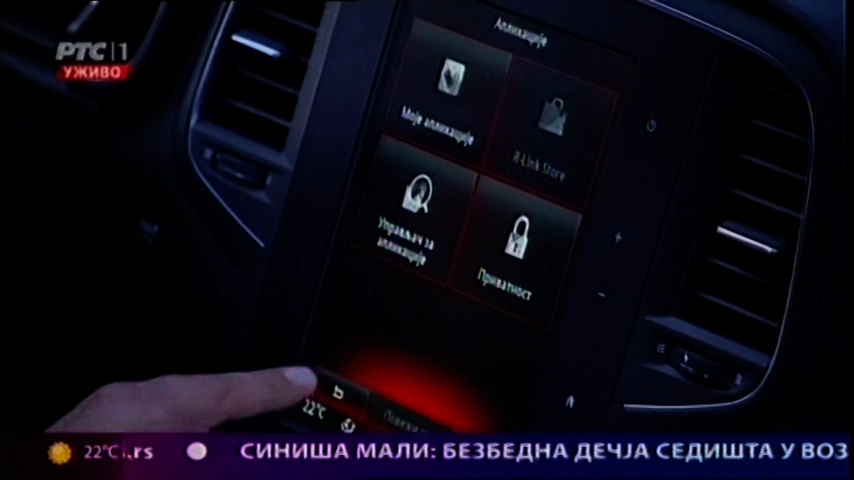 РТС 1
УЖИВО
Апликације
Моје апликације
R-Link Store
Управљач за
апликације
Приватност
22°C
22°C
.rs
СИНИША МАЛИ: БЕЗБЕДНА ДЕЧЈА СЕДИШТА У ВОЗ